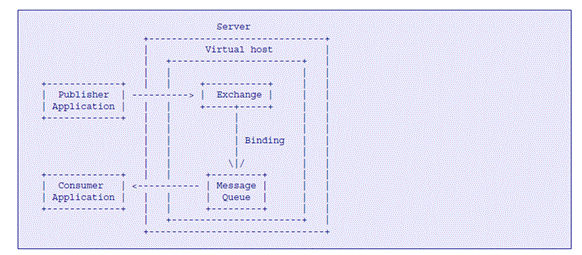 Server
Virtual host
Publisher Application
Exchange
Binding
Consumer Application
Message Queue